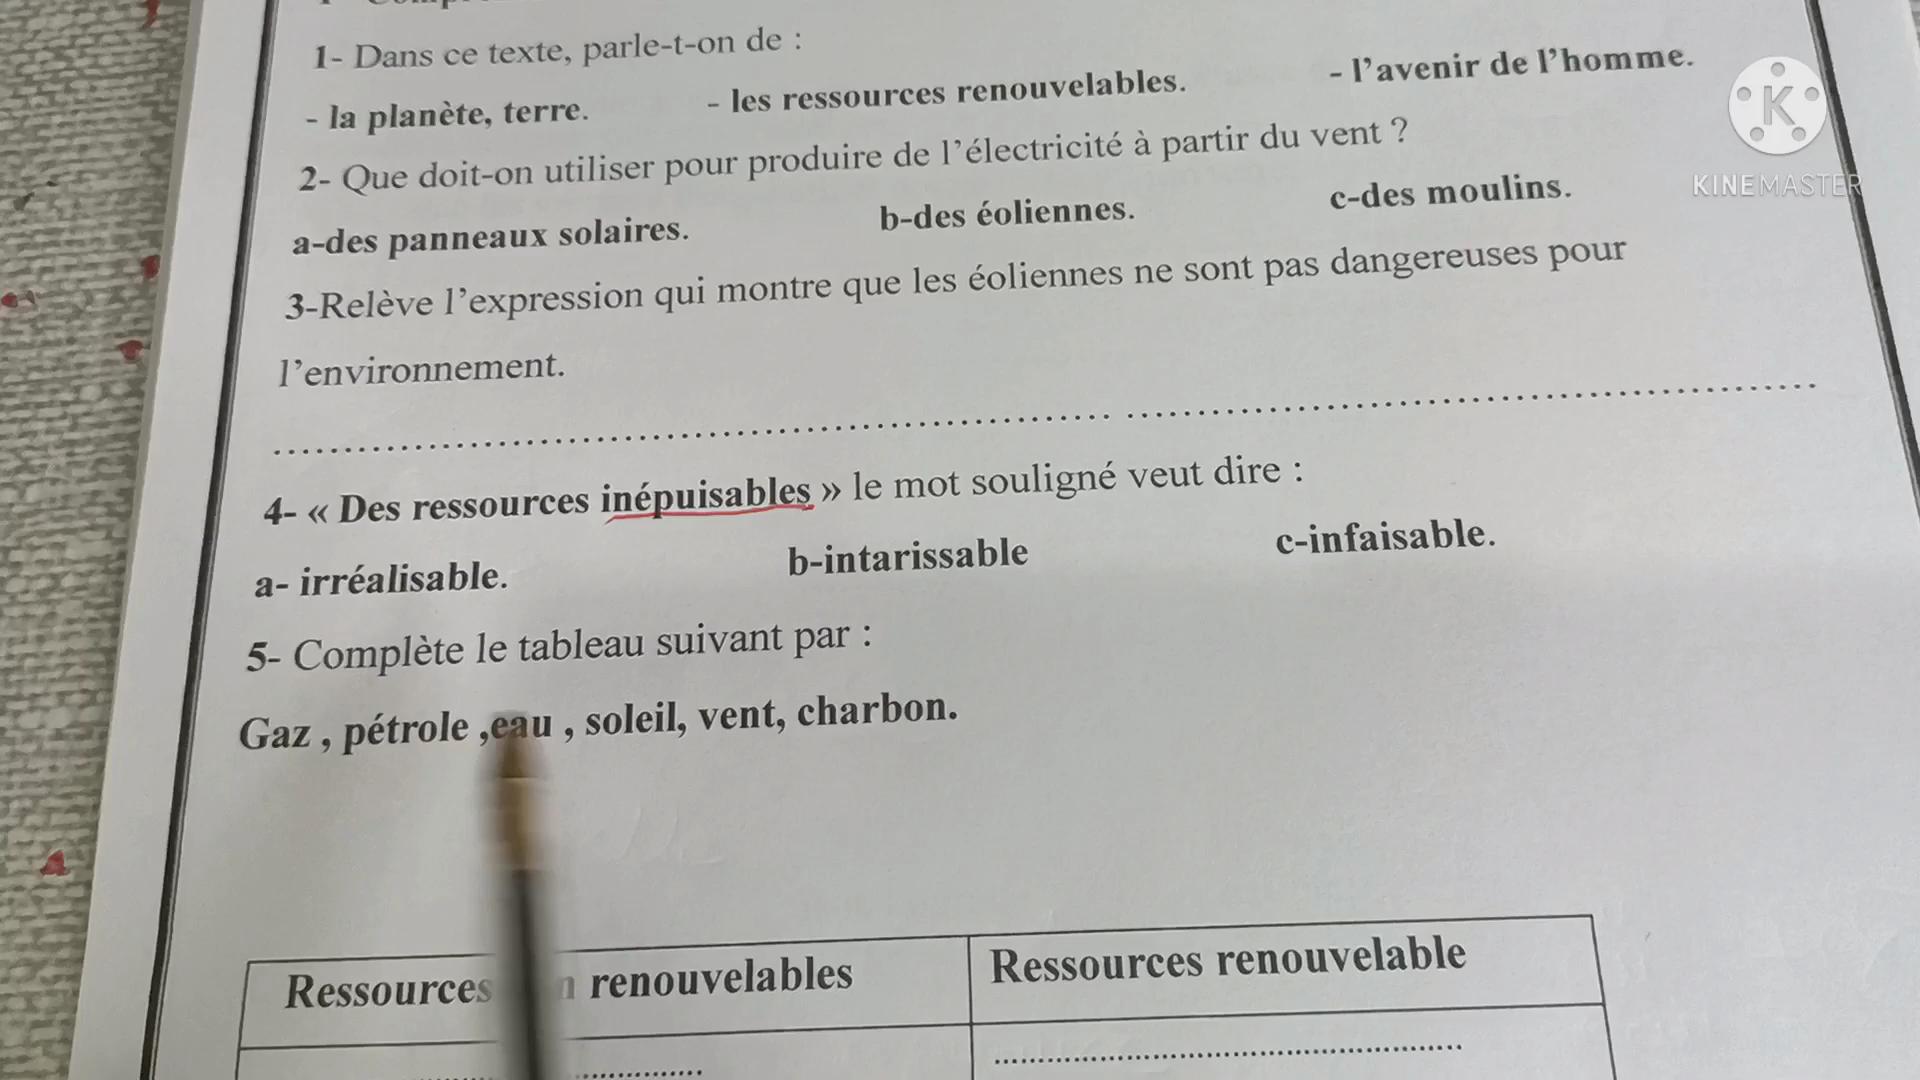 1- Dans ce texte, parle-t-on de :
- la planète, terre. - les ressources renouvelables. - l'avenir de l'homme.
2- Que doit-on utiliser pour produire de l'électricité à partir du vent ?
a-des panneaux solaires. b-des éoliennes. c-des moulins.
3-Relève l'expression qui montre que les éoliennes ne sont pas dangereuses pour
l'environnement.
4- « Des ressources inépuisables » le mot souligné veut dire :
a- irréalisable. b-intarissable c-infaisable.
5- Complète le tableau suivant par :
Gaz , pétrole ,eau , soleil, vent, charbon.
Ressources renouvelables
Ressources renouvelable
K
KINEMASTER